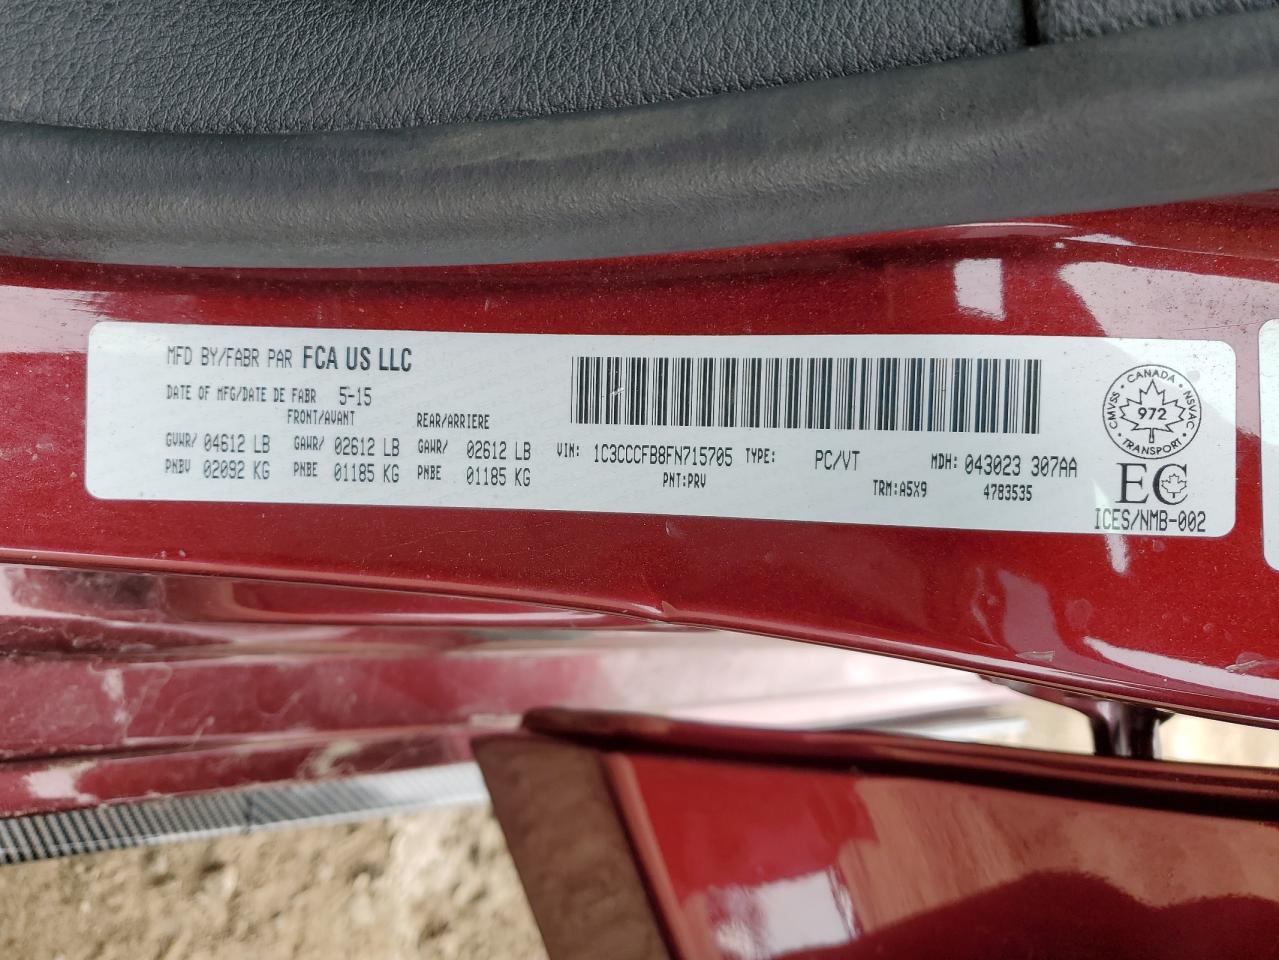 MFD BY/FABR PAR FCA US LLC
DATE OF MFG/DATE DE FABR 5-15
FRONT/AVANT REAR/ARRIERE
GVWR/ 04612 LB GAWR/ 02612 LB GAWR/ 02612 LB
PNBV 02092 KG PNBE 01185 KG PNBE 01185 KG
VIN: 1C3CCCFB8FN715705 TYPE: PC/VT MDH: 043023 307AA
PNT:PRV TRM:A5X9 4783535
CANADA
CMVSS 972 NSVAC
TRANSPORT
EC
ICES/NMB-002